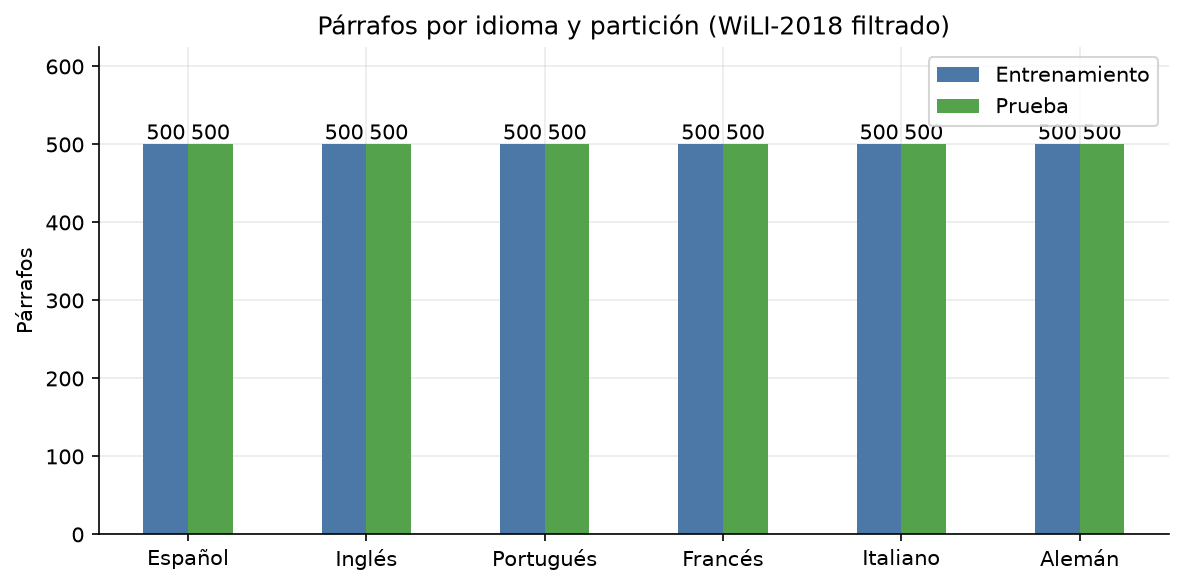 Párrafos por idioma y partición (WiLI-2018 filtrado)
Entrenamiento
Prueba
Párrafos
600
500
400
300
200
100
0
500 500 500 500 500 500 500 500 500 500 500 500
Español Inglés Portugués Francés Italiano Alemán